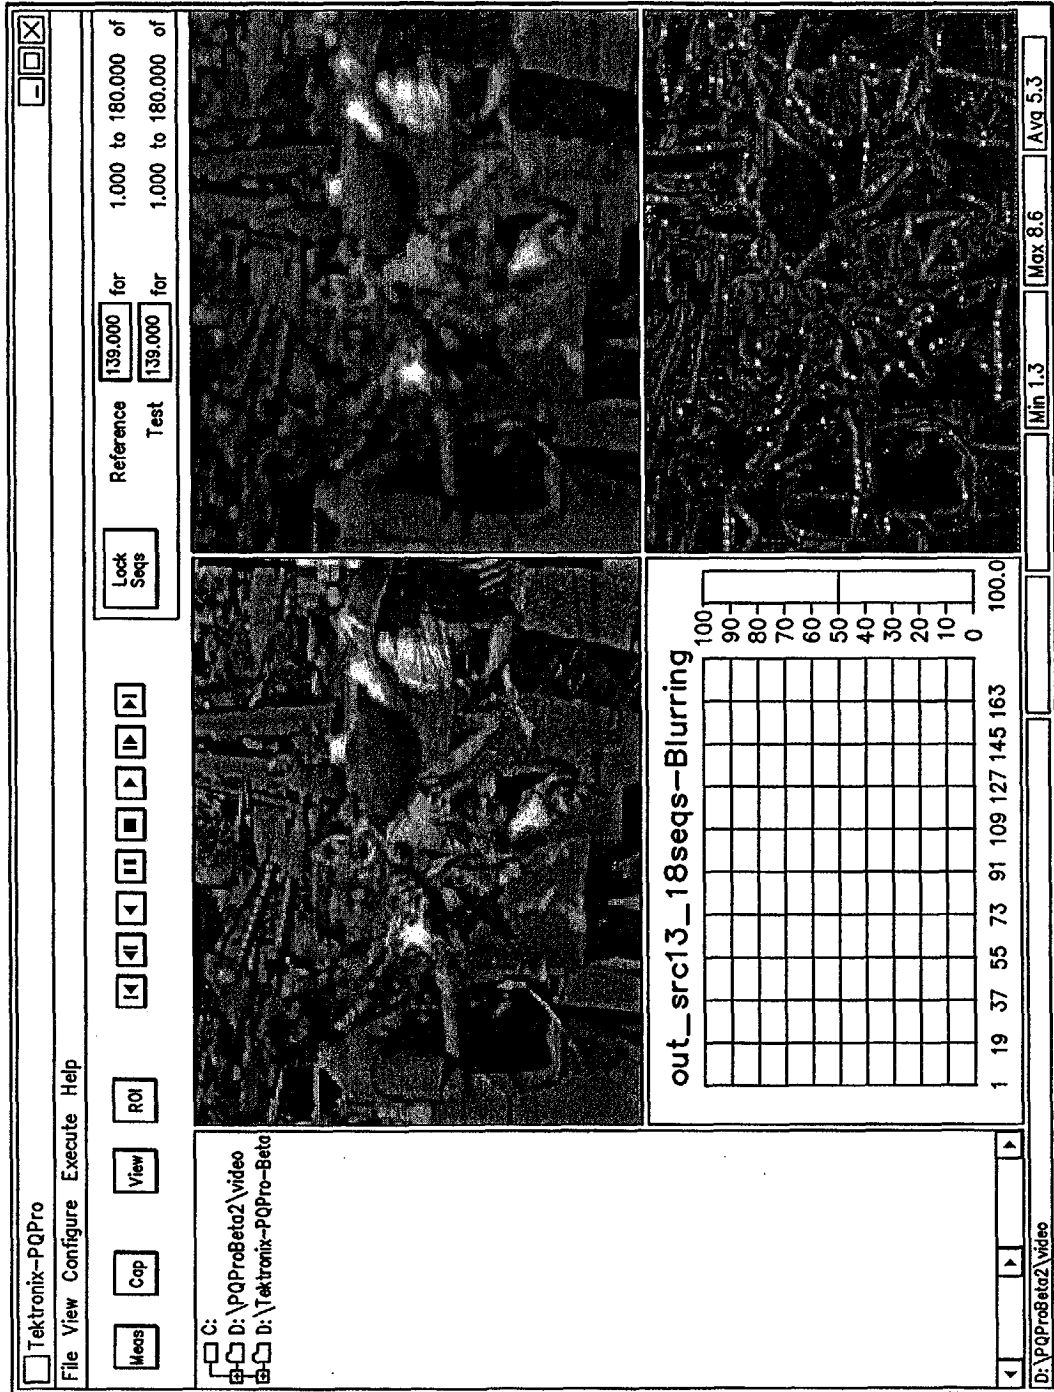 Tektronix-PQPro
File View Configure Execute Help
Meas Cap View ROI
Lock
Seqs
Reference 139.000 for 1.000 to 180.000 of
Test 139.000 for 1.000 to 180.000 of
C:
D:\PQProBeta2\video
D:\Tektronix-PQPro-Beta
out_src13_18seqs-Blurring
100
90
80
70
60
50
40
30
20
10
0
1 19 37 55 73 91 109 127 145 163
100.0
D:\PQProBeta2\video
Min 1.3 Max 8.6 Avg 5.3